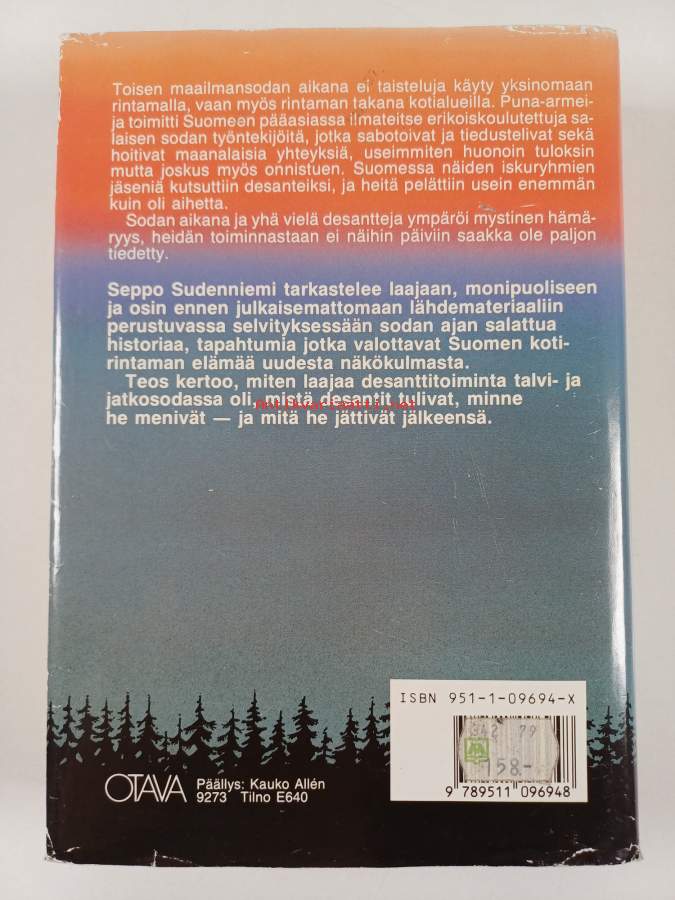 Toisen maailmansodan aikana ei taisteluja käyty yksinomaan
rintamalla, vaan myös rintaman takana kotialueilla. Puna-armei-
ja toimitti Suomeen pääasiassa ilmateitse erikoiskoulutettuja sa-
laisen sodan työntekijöitä, jotka sabotoivat ja tiedustelivat sekä
hoitivat maanalaisia yhteyksiä, useimmiten huonoin tuloksin
mutta joskus myös onnistuen. Suomessa näiden iskuryhmien
jäseniä kutsuttiin desanteiksi, ja heitä pelättiin usein enemmän
kuin oli aihetta.
Sodan aikana ja yhä vielä desantteja ympäröi mystinen hämä-
ryys, heidän toiminnastaan ei näihin päiviin saakka ole paljon
tiedetty.
Seppo Sudenniemi tarkastelee laajaan, monipuoliseen
ja osin ennen julkaisemattomaan lähdemateriaaliin
perustuvassa selvityksessään sodan ajan salattua
historiaa, tapahtumia jotka valottavat Suomen koti-
rintaman elämää uudesta näkökulmasta.
Teos kertoo, miten laajaa desanttitoiminta talvi- ja
jatkosodassa oli, mistä desantit tulivat, minne
Antikvariaatti.net
he menivät — ja mitä he jättivät jälkeensä.
ISBN 951-1-09694-X
342 79
158-
9 789511 096948
OTAVA
Päällys: Kauko Allén
9273 Tilno E640